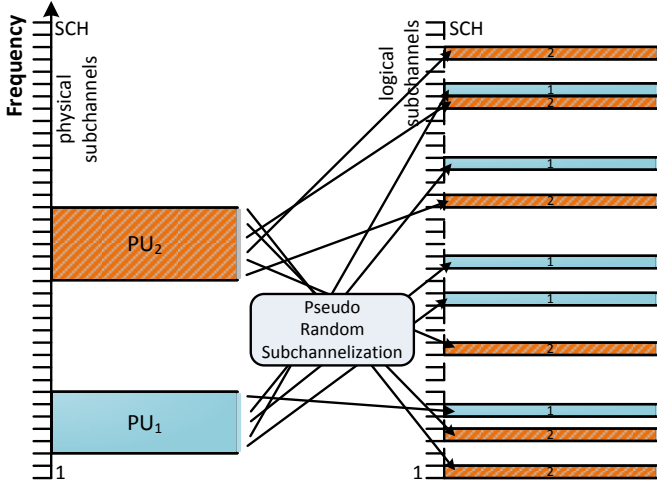 Frequency
SCH
physical
subchannels
PU2
PU1
1
Pseudo
Random
Subchannelization
logical
subchannels
SCH
2
1
2
1
2
1
1
2
1
2
2
1